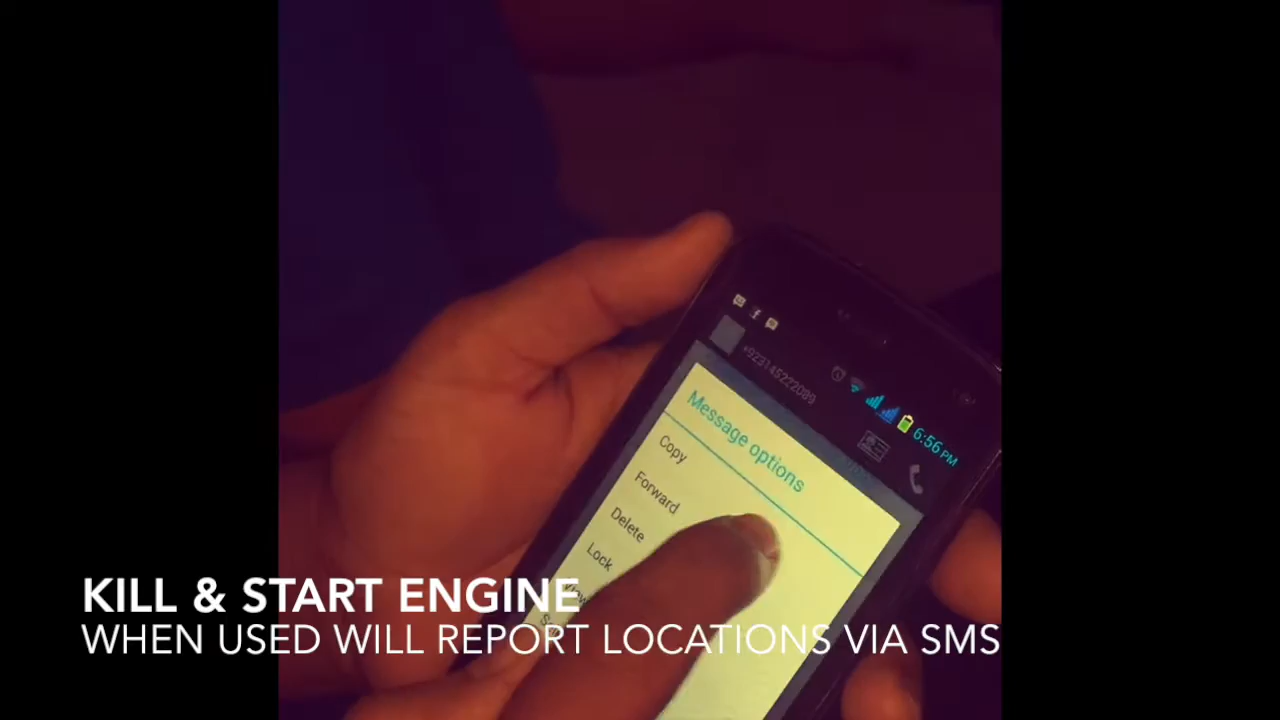 +923145222009
6:56 PM
Message options
Copy
Forward
Delete
Lock
KILL & START ENGINE
WHEN USED WILL REPORT LOCATIONS VIA SMS